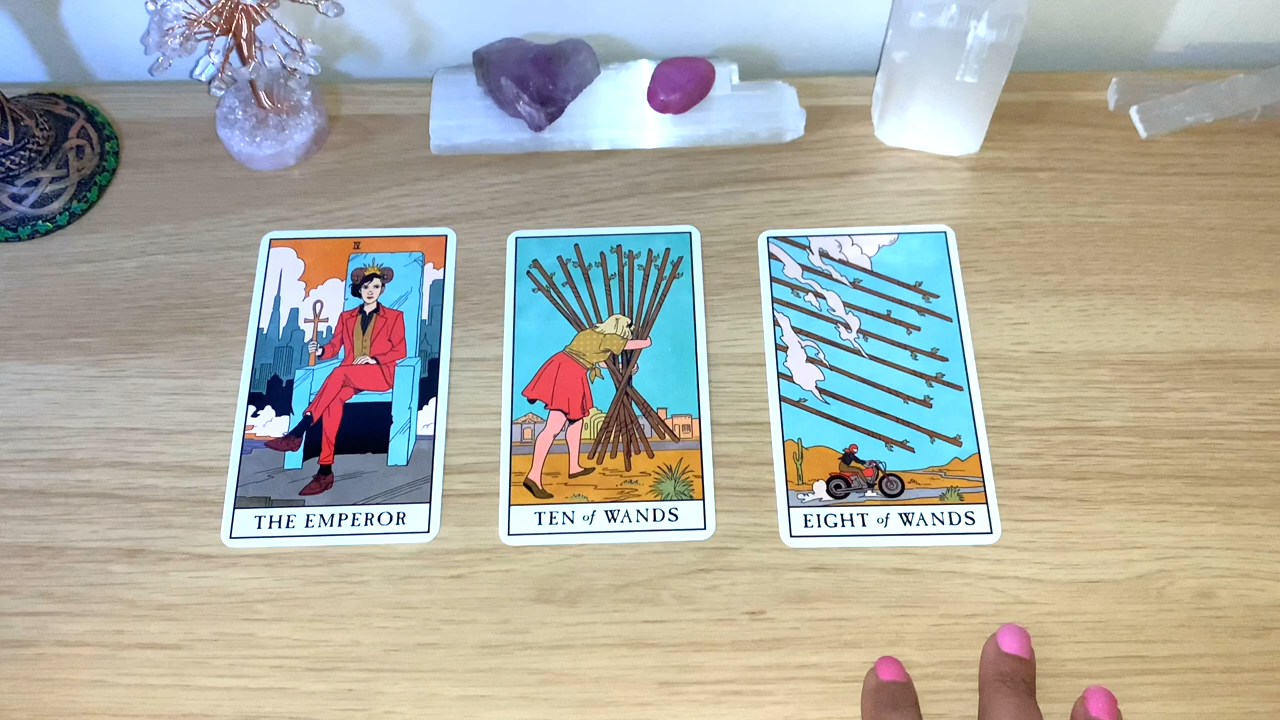 IV
THE EMPEROR
TEN of WANDS
EIGHT of WANDS